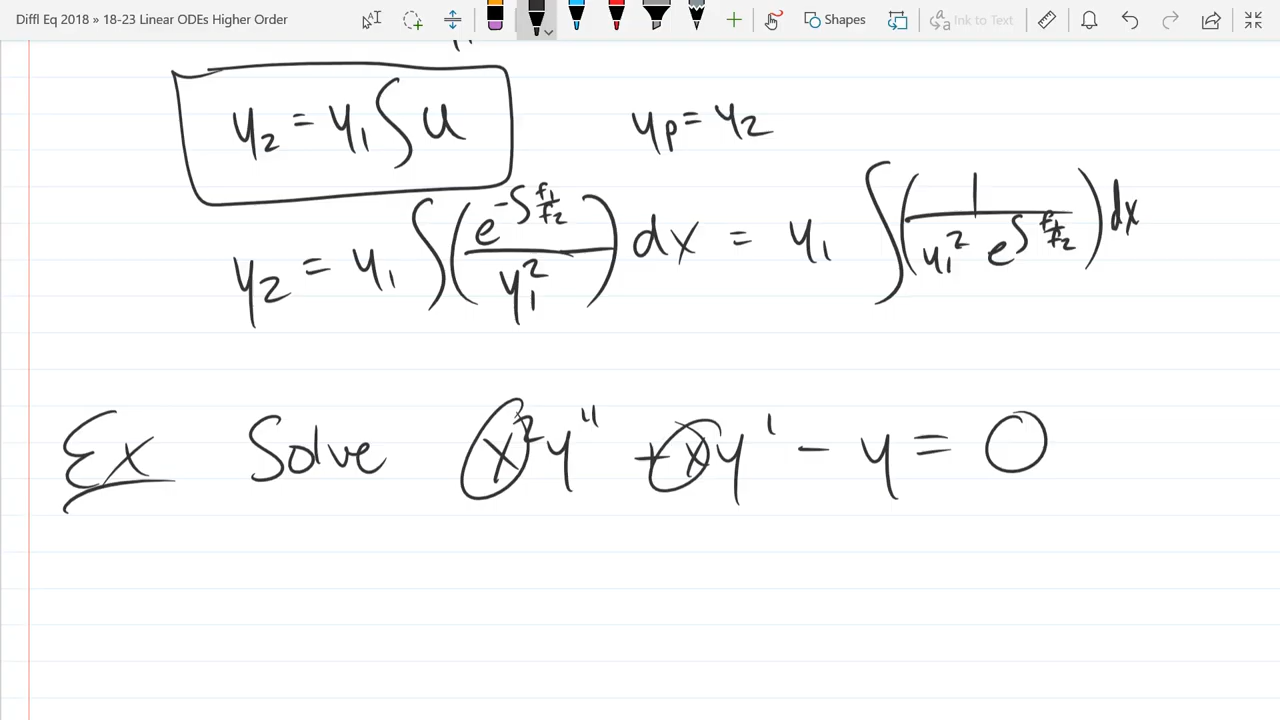 Diffl Eq 2018 » 18-23 Linear ODEs Higher Order Shapes Ink to Text
y₂ = y₁ ∫ u yp = y₂
y₂ = y₁ ∫ (e^(-∫ f₁/f₂) / y₁²) dx = y₁ ∫ (1 / (y₁² e^(∫ f₁/f₂))) dx
Ex Solve x²y'' + xy' - y = 0